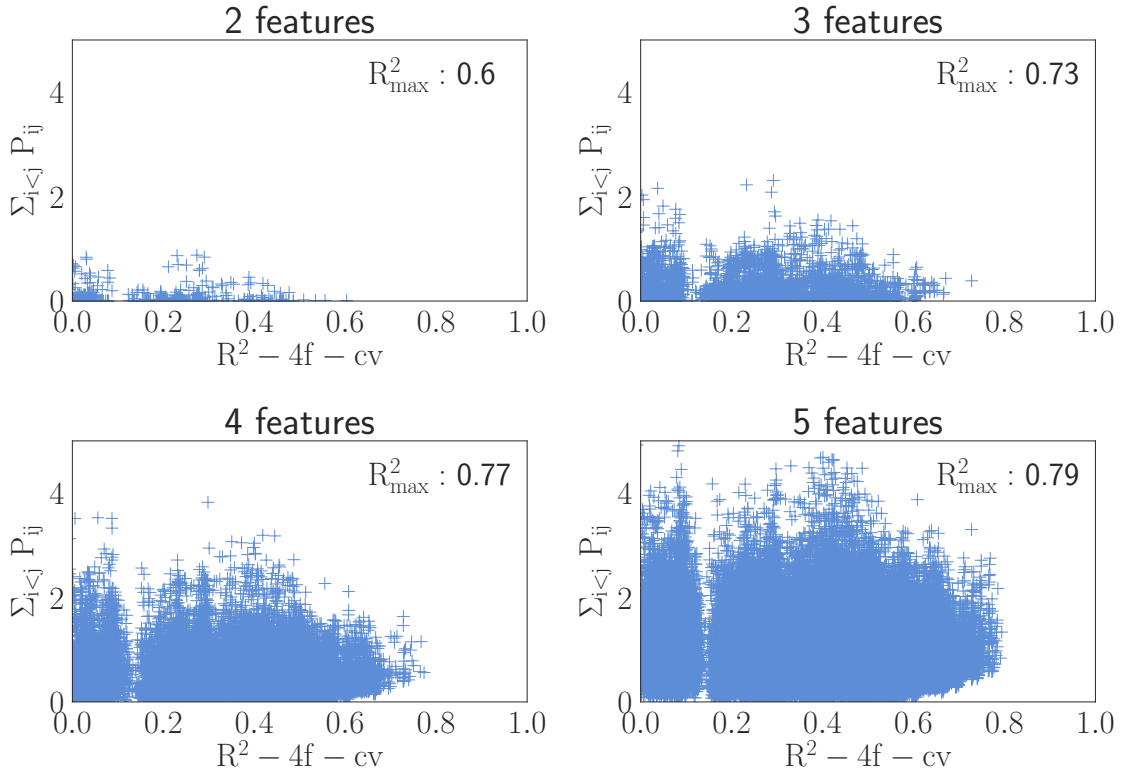 2 features
R²max : 0.6
Σi<j Pij
4
2
0
0.0 0.2 0.4 0.6 0.8 1.0
R² − 4f − cv
3 features
R²max : 0.73
Σi<j Pij
4
2
0
0.0 0.2 0.4 0.6 0.8 1.0
R² − 4f − cv
4 features
R²max : 0.77
Σi<j Pij
4
2
0
0.0 0.2 0.4 0.6 0.8 1.0
R² − 4f − cv
5 features
R²max : 0.79
Σi<j Pij
4
2
0
0.0 0.2 0.4 0.6 0.8 1.0
R² − 4f − cv